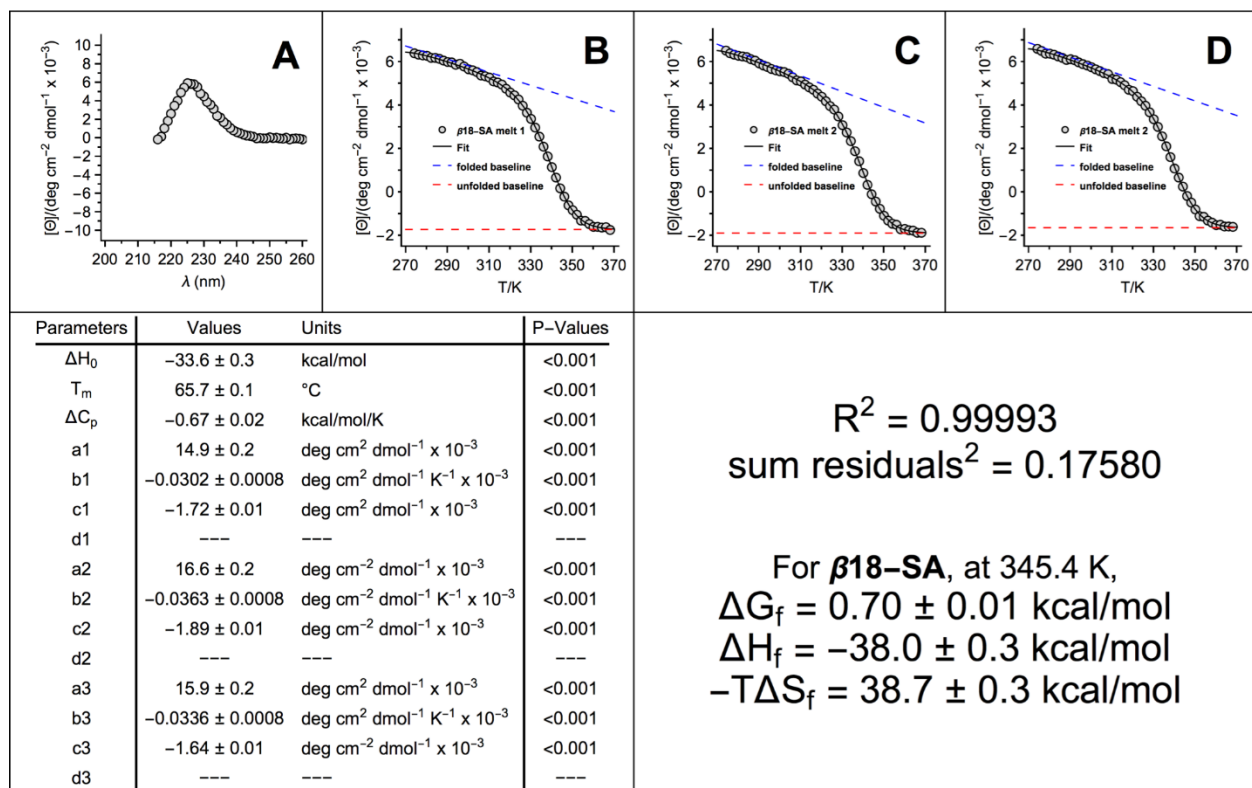 A
[Θ]/(deg cm⁻² dmol⁻¹ x 10⁻³)
10
8
6
4
2
0
−2
−4
−6
−8
−10
200 210 220 230 240 250 260
λ (nm)
B
[Θ]/(deg cm⁻² dmol⁻¹ x 10⁻³)
6
4
2
0
−2
β18−SA melt 1
Fit
folded baseline
unfolded baseline
270 290 310 330 350 370
T/K
C
[Θ]/(deg cm⁻² dmol⁻¹ x 10⁻³)
6
4
2
0
−2
β18−SA melt 2
Fit
folded baseline
unfolded baseline
270 290 310 330 350 370
T/K
D
[Θ]/(deg cm⁻² dmol⁻¹ x 10⁻³)
6
4
2
0
−2
β18−SA melt 2
Fit
folded baseline
unfolded baseline
270 290 310 330 350 370
T/K
Parameters Values Units P−Values
ΔH₀ −33.6 ± 0.3 kcal/mol <0.001
Tₘ 65.7 ± 0.1 °C <0.001
ΔCₚ −0.67 ± 0.02 kcal/mol/K <0.001
a1 14.9 ± 0.2 deg cm² dmol⁻¹ x 10⁻³ <0.001
b1 −0.0302 ± 0.0008 deg cm² dmol⁻¹ K⁻¹ x 10⁻³ <0.001
c1 −1.72 ± 0.01 deg cm² dmol⁻¹ x 10⁻³ <0.001
d1 −−− −−− −−−
a2 16.6 ± 0.2 deg cm⁻² dmol⁻¹ x 10⁻³ <0.001
b2 −0.0363 ± 0.0008 deg cm⁻² dmol⁻¹ K⁻¹ x 10⁻³ <0.001
c2 −1.89 ± 0.01 deg cm⁻² dmol⁻¹ x 10⁻³ <0.001
d2 −−− −−− −−−
a3 15.9 ± 0.2 deg cm² dmol⁻¹ x 10⁻³ <0.001
b3 −0.0336 ± 0.0008 deg cm² dmol⁻¹ K⁻¹ x 10⁻³ <0.001
c3 −1.64 ± 0.01 deg cm⁻² dmol⁻¹ x 10⁻³ <0.001
d3 −−− −−− −−−
R² = 0.99993
sum residuals² = 0.17580
For β18−SA, at 345.4 K,
ΔG_f = 0.70 ± 0.01 kcal/mol
ΔH_f = −38.0 ± 0.3 kcal/mol
−TΔS_f = 38.7 ± 0.3 kcal/mol